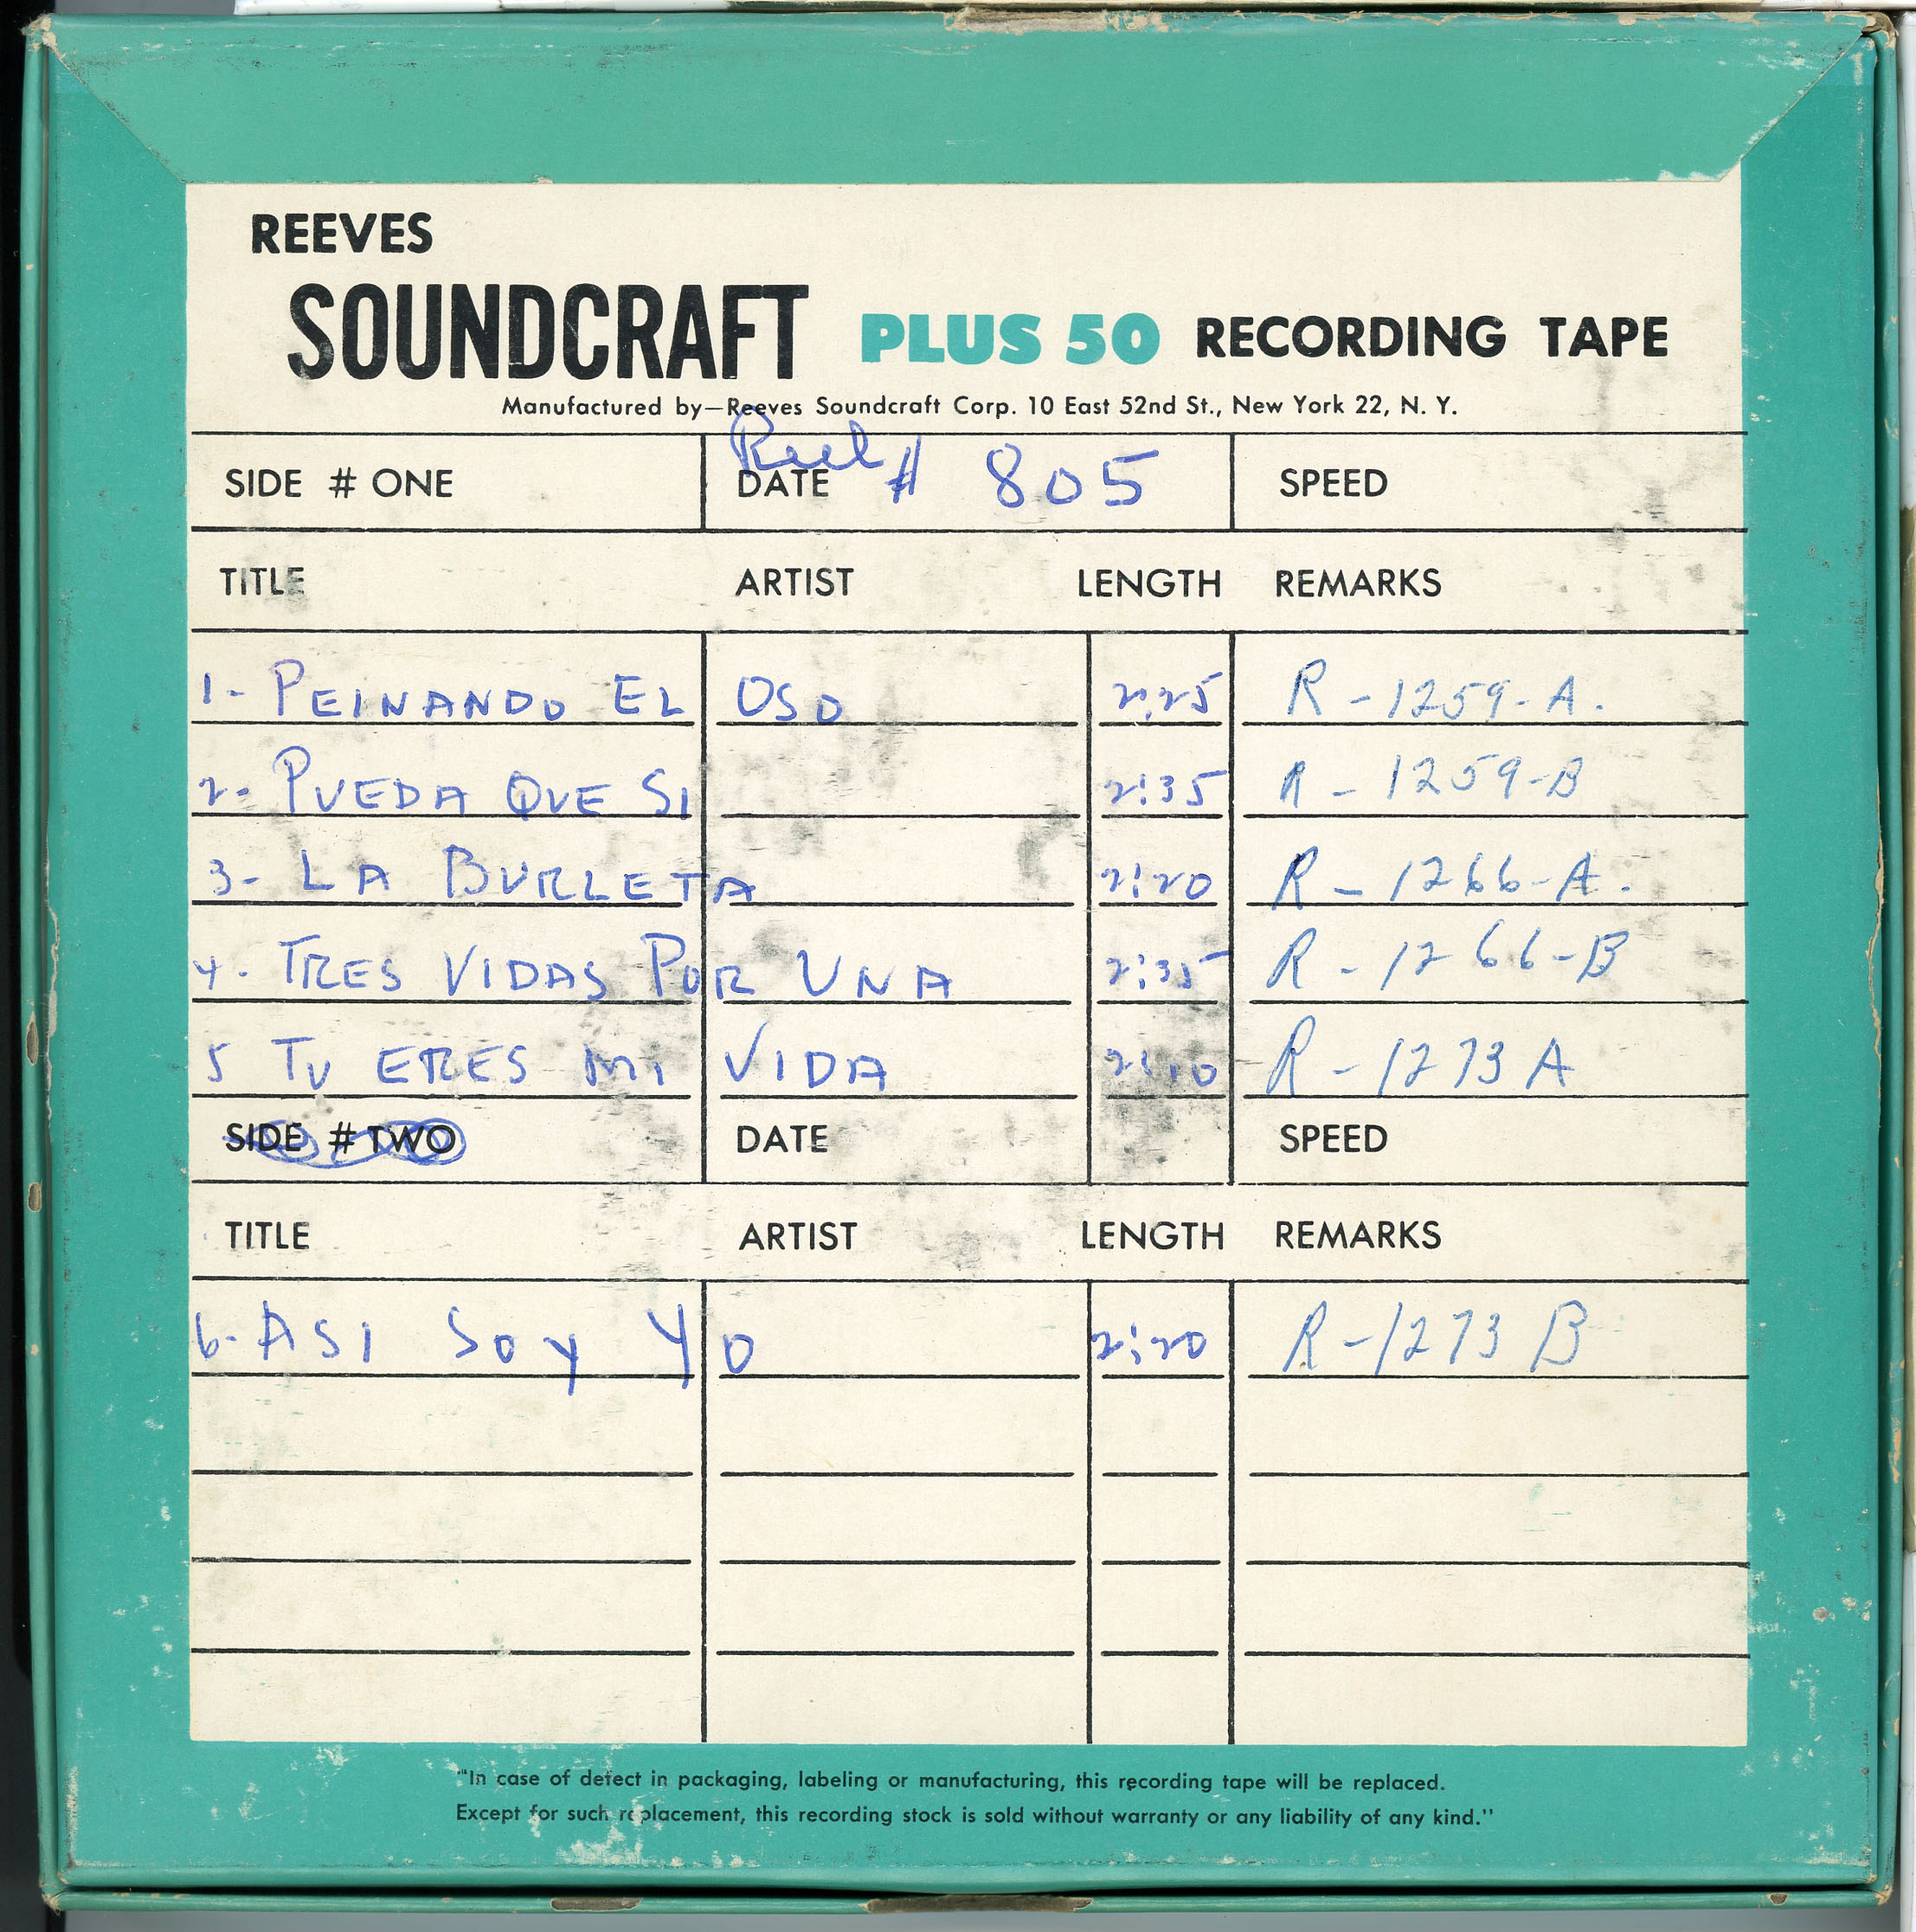 REEVES
SOUNDCRAFT PLUS 50 RECORDING TAPE
Manufactured by—Reeves Soundcraft Corp. 10 East 52nd St., New York 22, N. Y.
SIDE # ONE DATE Reel # 805 SPEED
TITLE ARTIST LENGTH REMARKS
1- PEINANDO EL OSO 2:25 R-1259-A.
2- PUEDA QUE SI 2:35 R-1259-B
3- LA BURLETA 2:20 R-1266-A.
4- TRES VIDAS POR UNA 2:35 R-1266-B
5 TU ERES MI VIDA 2:10 R-1273 A
SIDE # TWO DATE SPEED
TITLE ARTIST LENGTH REMARKS
6- ASI SOY YO 2:20 R-1273 B
"In case of defect in packaging, labeling or manufacturing, this recording tape will be replaced.
Except for such replacement, this recording stock is sold without warranty or any liability of any kind."